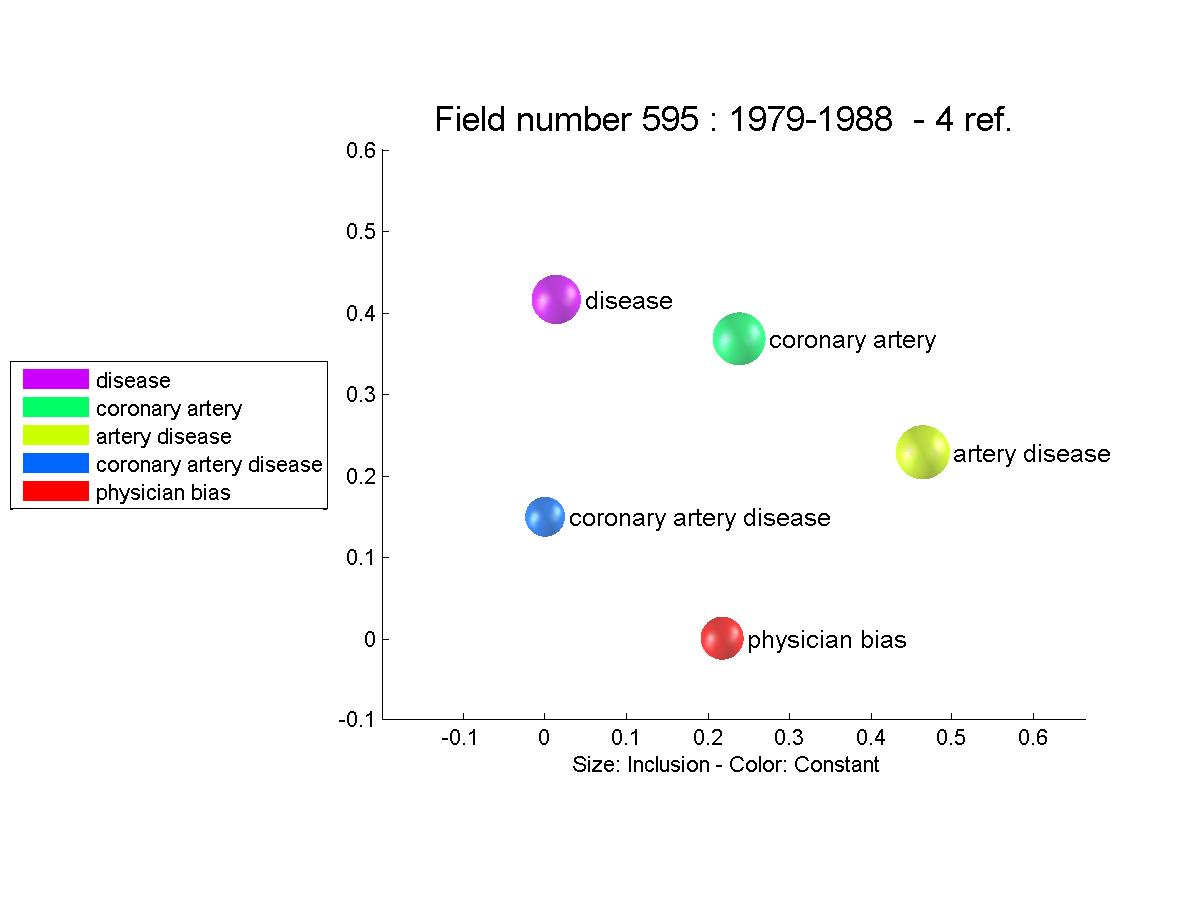 Field number 595 : 1979-1988  - 4 ref.
0.6
0.5
0.4
0.3
0.2
0.1
0
-0.1
disease
coronary artery
artery disease
coronary artery disease
physician bias
disease
coronary artery
artery disease
coronary artery disease
physician bias
-0.1 0 0.1 0.2 0.3 0.4 0.5 0.6
Size: Inclusion - Color: Constant